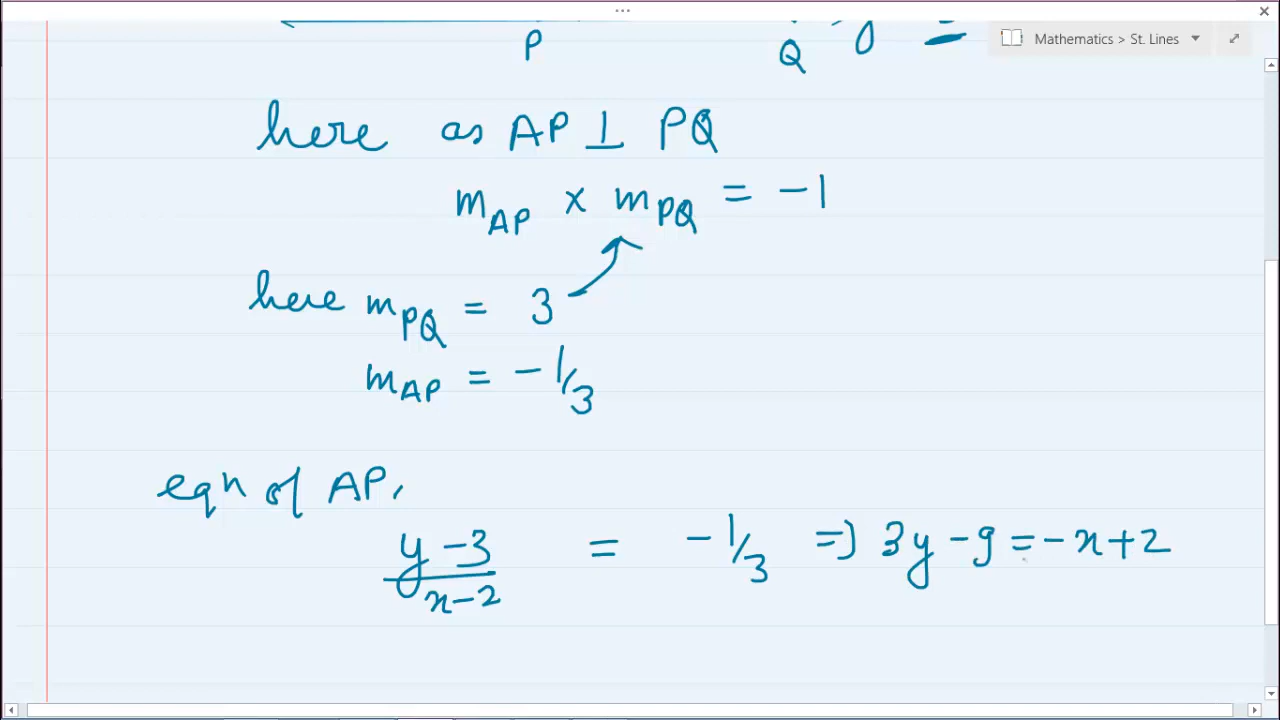 P
Q
y
Mathematics > St. Lines
here as AP ⊥ PQ
m_AP × m_PQ = -1
here m_PQ = 3
m_AP = -1/3
eqn of AP,
y-3 = -1/3 => 3y-9=-x+2
x-2